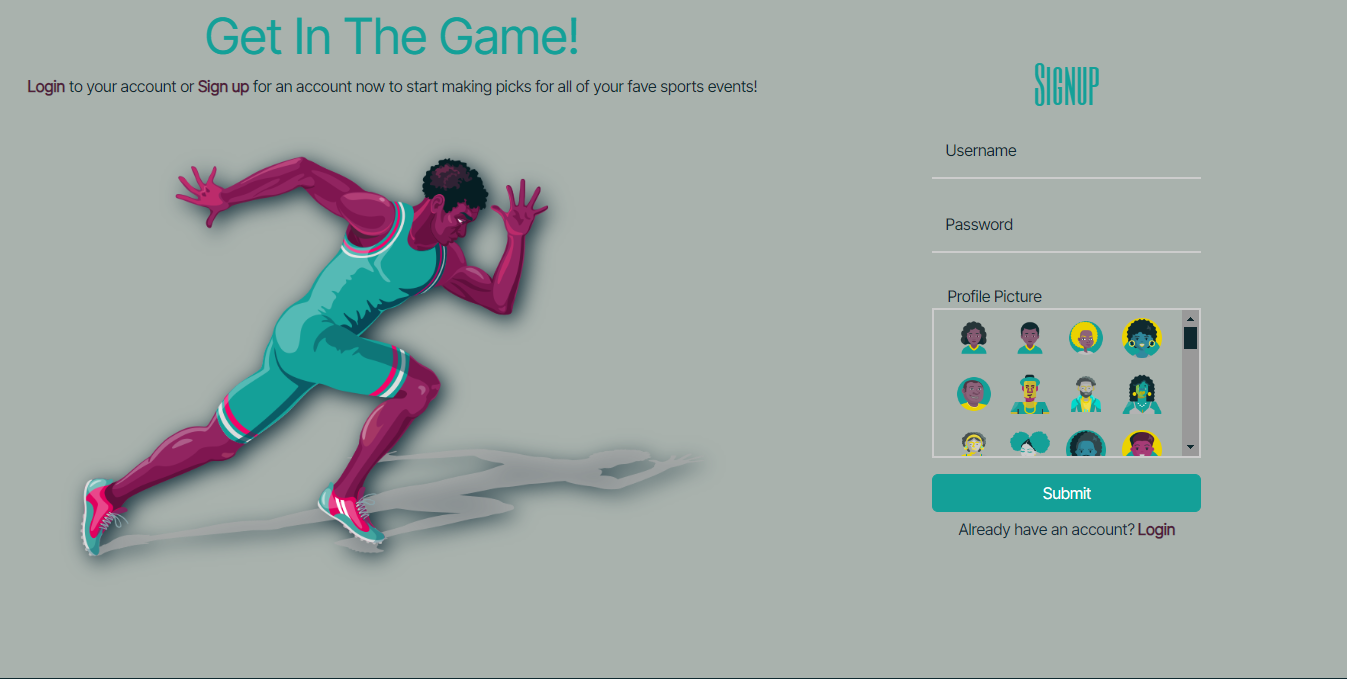 Get In The Game!
Login to your account or Sign up for an account now to start making picks for all of your fave sports events!
Signup
Username
Password
Profile Picture
Submit
Already have an account? Login